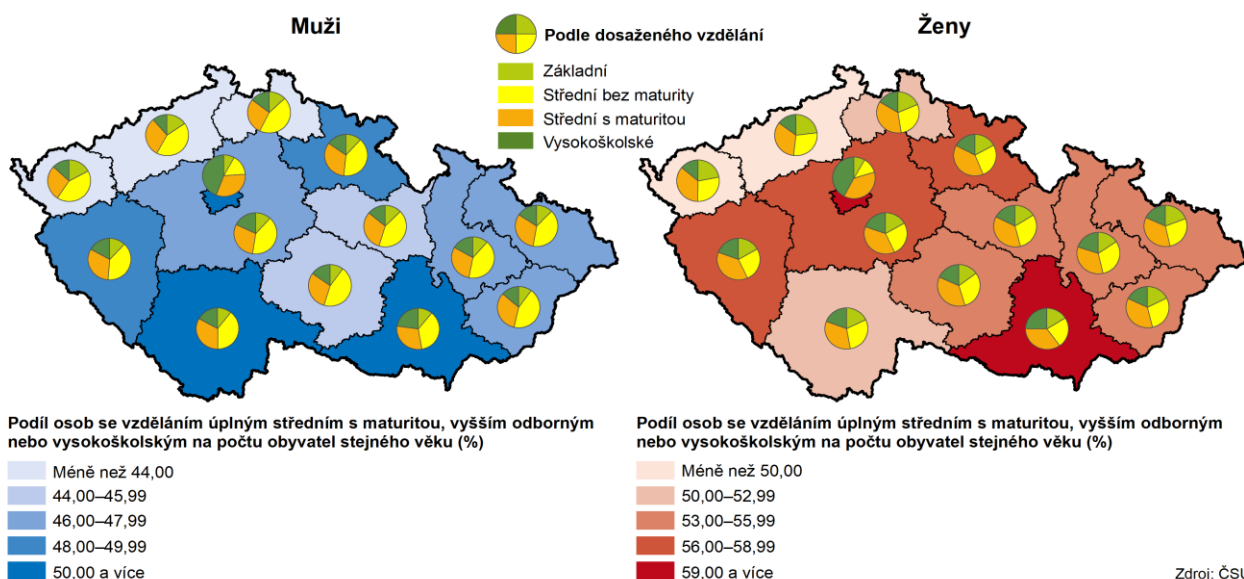 Muži
Podle dosaženého vzdělání
Základní
Střední bez maturity
Střední s maturitou
Vysokoškolské
Ženy
Podíl osob se vzděláním úplným středním s maturitou, vyšším odborným
nebo vysokoškolským na počtu obyvatel stejného věku (%)
Méně než 44,00
44,00–45,99
46,00–47,99
48,00–49,99
50.00 a více
Podíl osob se vzděláním úplným středním s maturitou, vyšším odborným
nebo vysokoškolským na počtu obyvatel stejného věku (%)
Méně než 50,00
50,00–52,99
53,00–55,99
56,00–58,99
59.00 a více
Zdroj: ČSÚ